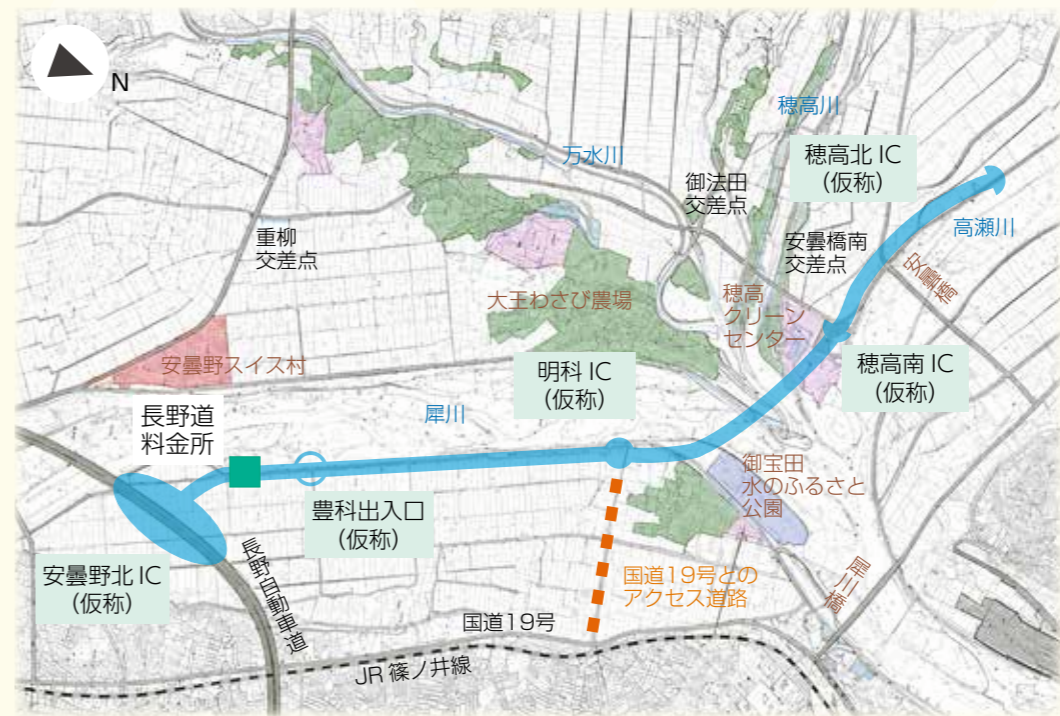 N
穂高川
万水川
穂高北 IC
(仮称)
御法田
交差点
高瀬川
重柳
交差点
安曇橋南
交差点
安曇橋
大王わさび農場
穂高
クリーン
センター
安曇野スイス村
明科 IC
(仮称)
穂高南 IC
(仮称)
長野道
料金所
犀川
御宝田
水のふるさと
公園
豊科出入口
(仮称)
安曇野北 IC
(仮称)
長野自動車道
国道19号との
アクセス道路
犀川橋
国道19号
JR 篠ノ井線